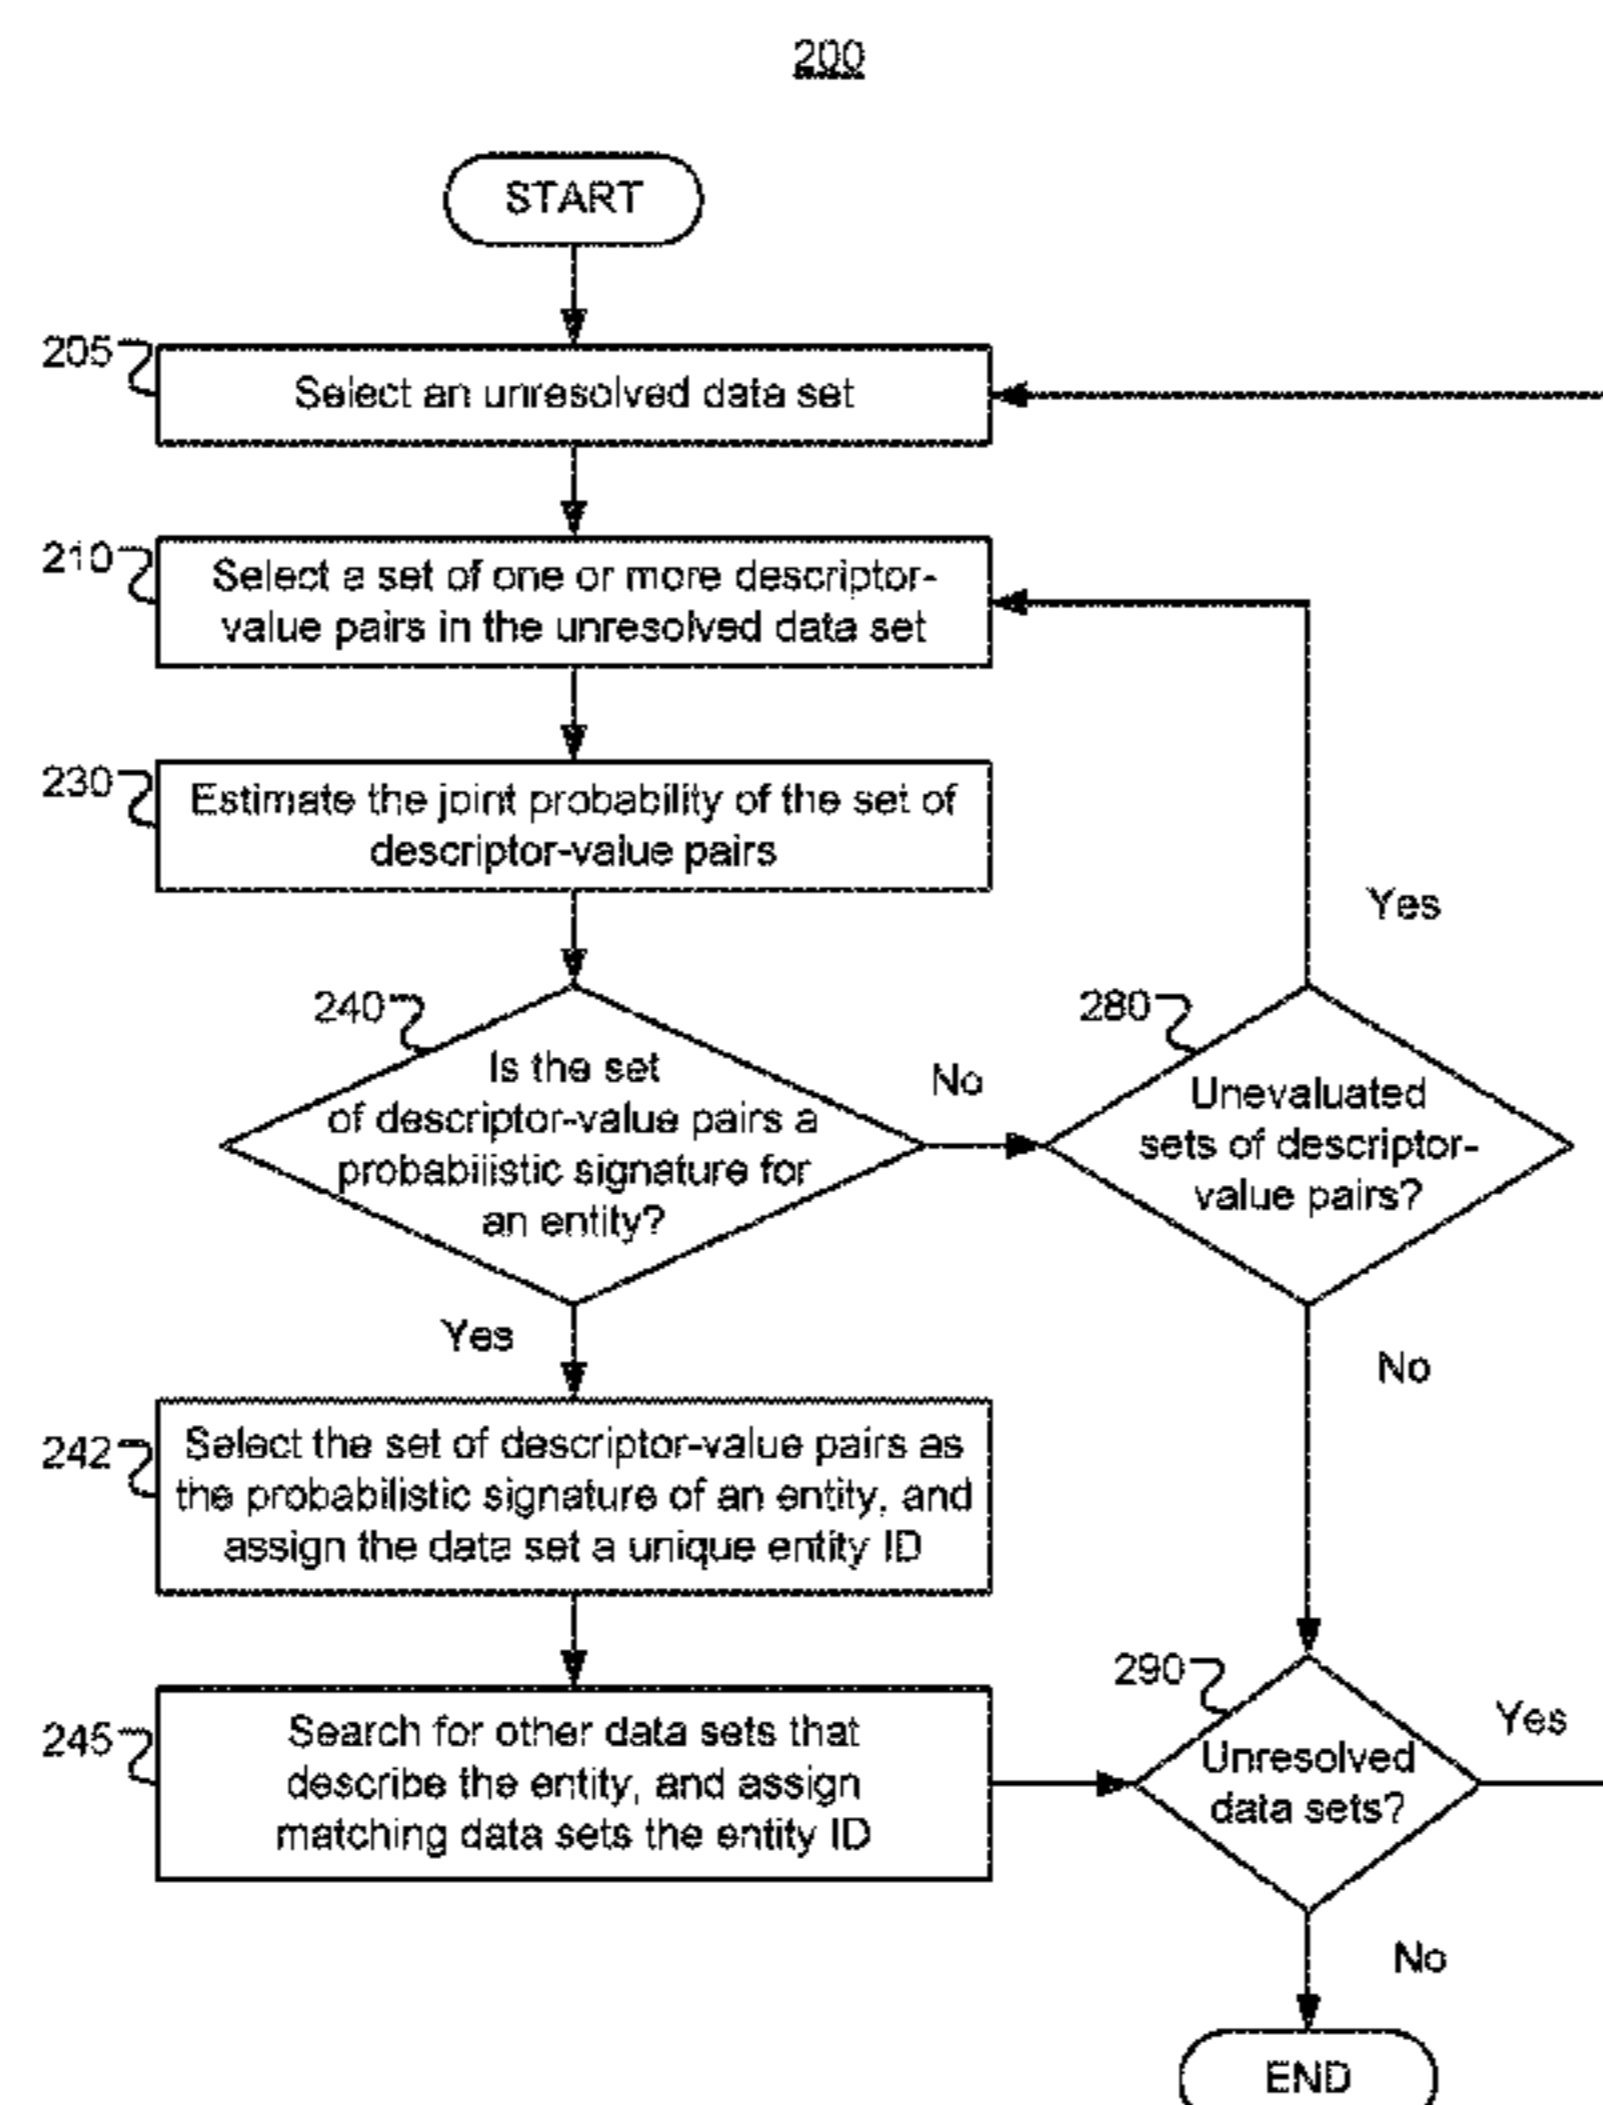 200
START
205
Select an unresolved data set
210
Select a set of one or more descriptor-
value pairs in the unresolved data set
230
Estimate the joint probability of the set of
descriptor-value pairs
Yes
240
280
Is the set
of descriptor-value pairs a
probabilistic signature for
an entity?
No
Unevaluated
sets of descriptor-
value pairs?
Yes
No
242
Select the set of descriptor-value pairs as
the probabilistic signature of an entity, and
assign the data set a unique entity ID
245
Search for other data sets that
describe the entity, and assign
matching data sets the entity ID
290
Unresolved
data sets?
Yes
No
END